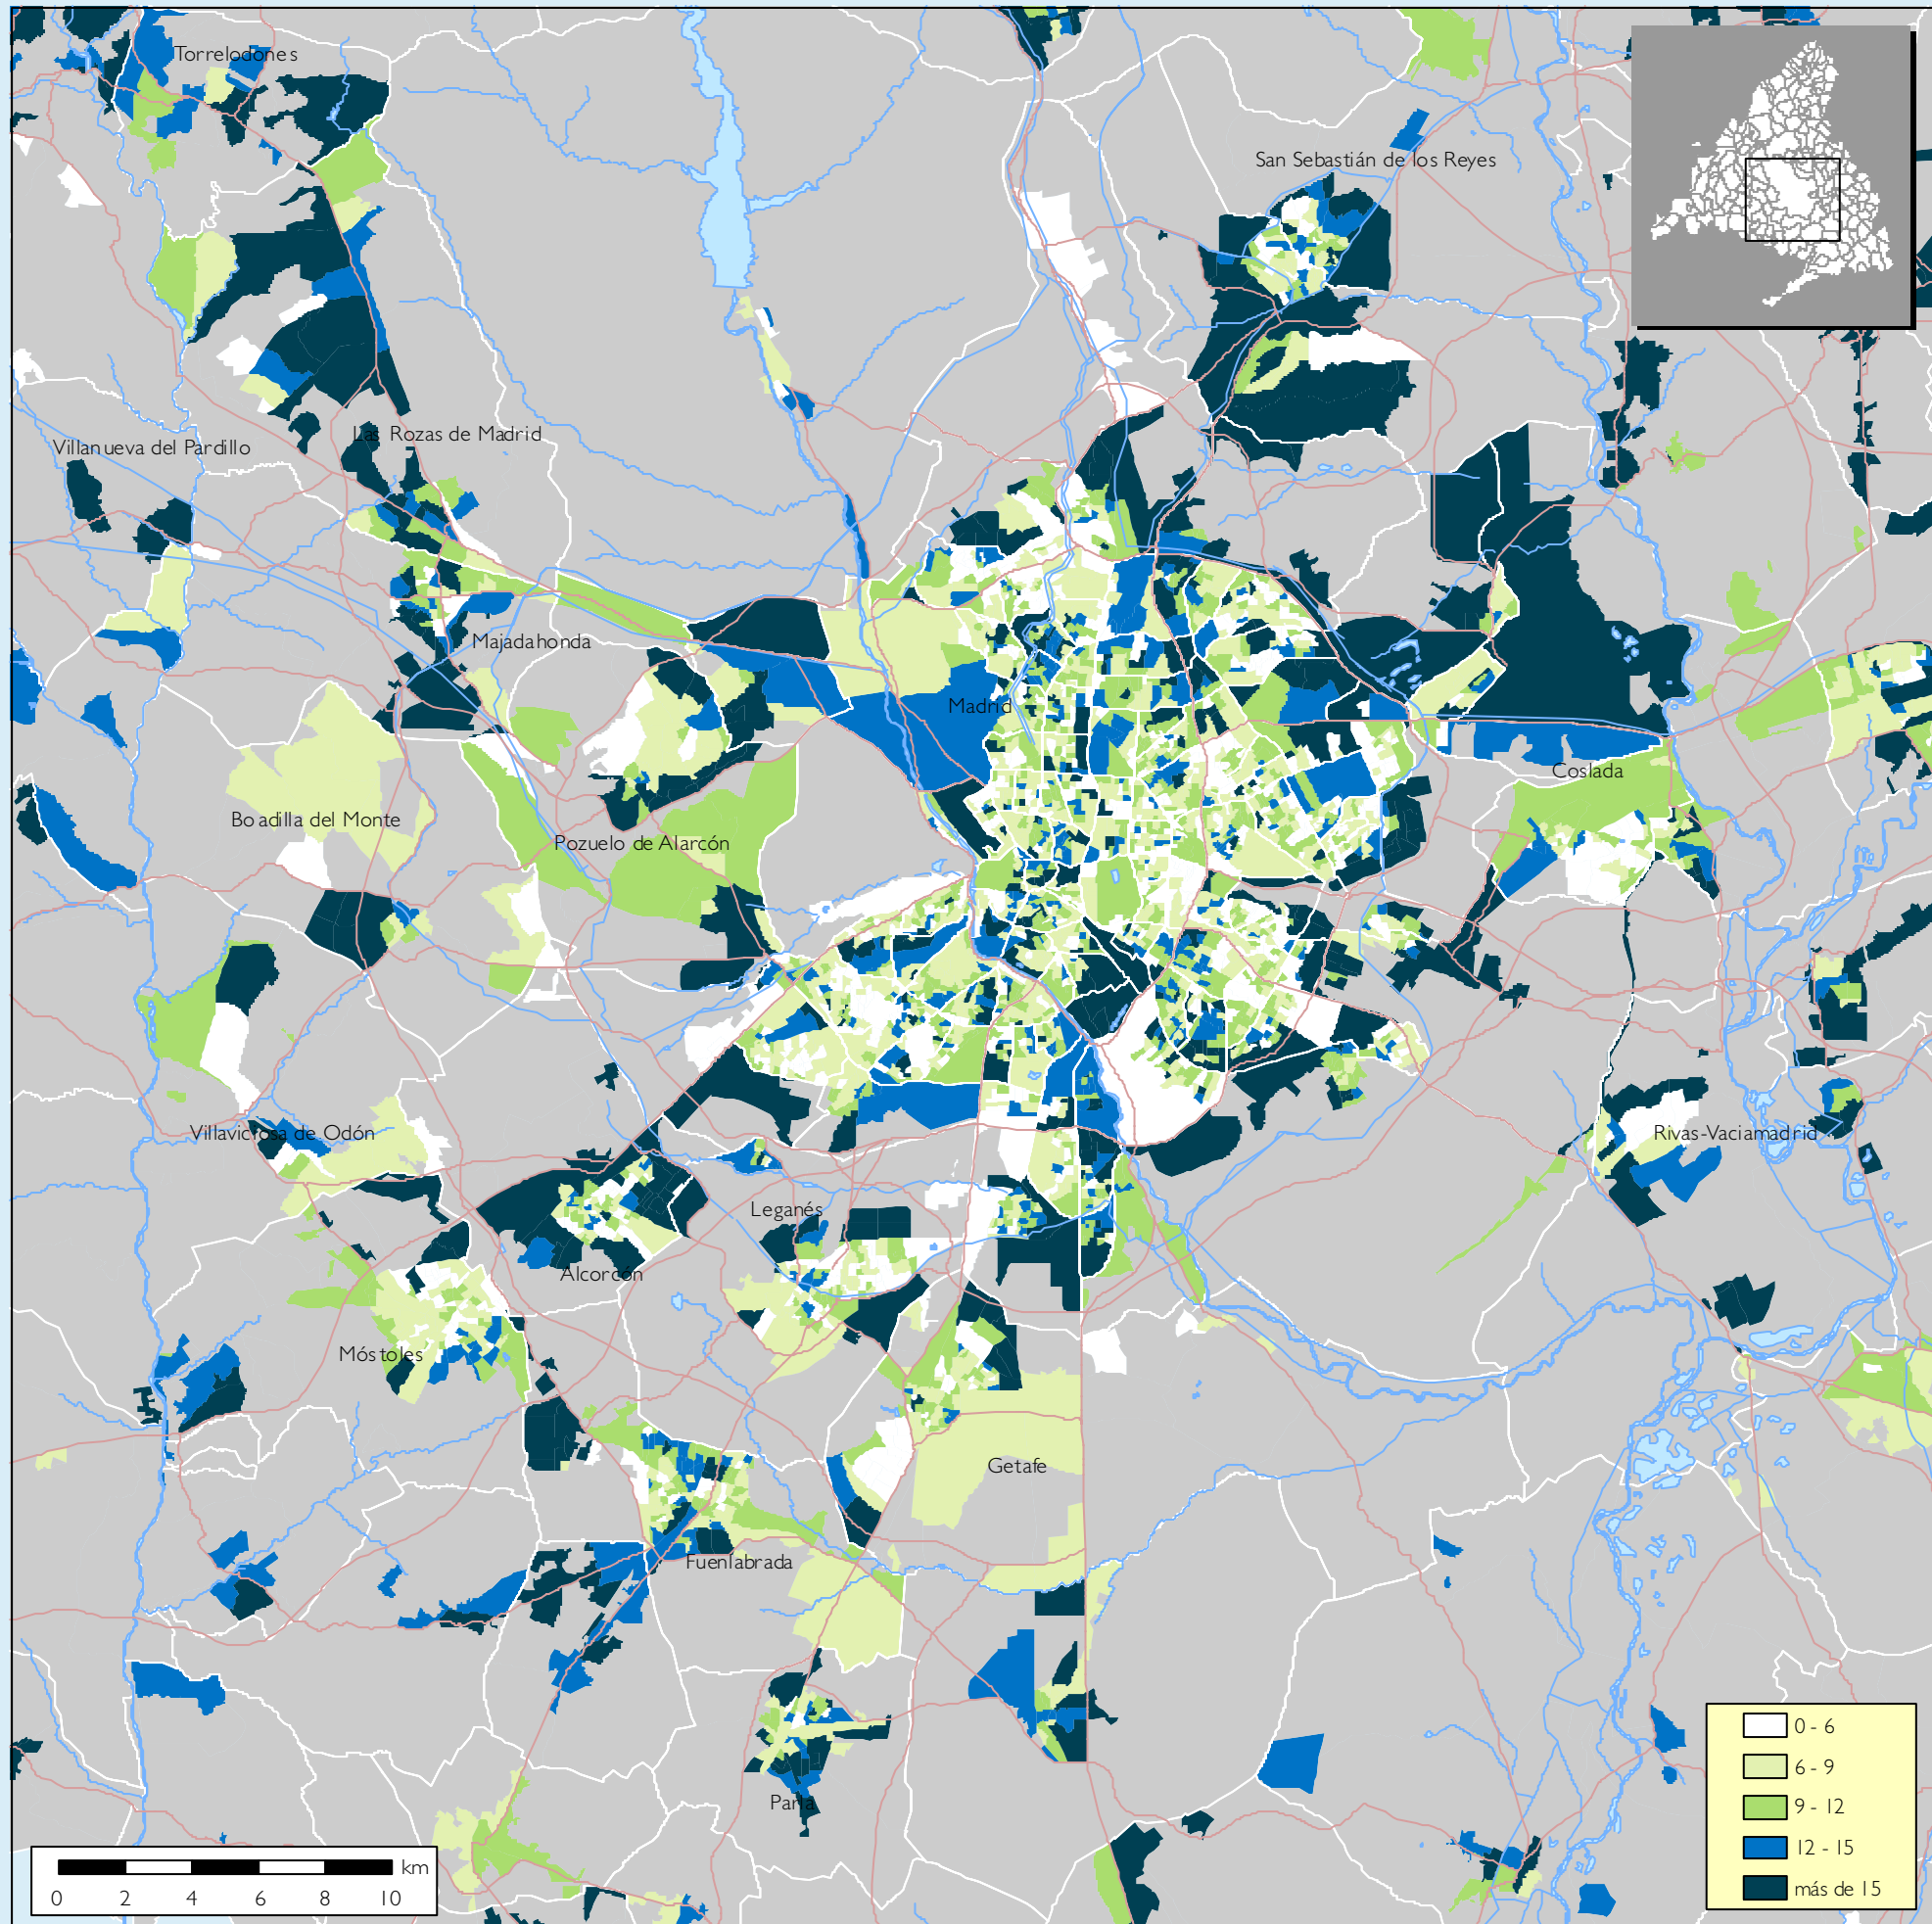 Torrelodones
San Sebastián de los Reyes
Las Rozas de Madrid
Villanueva del Pardillo
Majadahonda
Madrid
Coslada
Boadilla del Monte
Pozuelo de Alarcón
Villaviciosa de Odón
Rivas-Vaciamadrid
Leganés
Alcorcón
Móstoles
Getafe
Fuenlabrada
Parla
0 - 6
6 - 9
9 - 12
12 - 15
más de 15
km
0 2 4 6 8 10